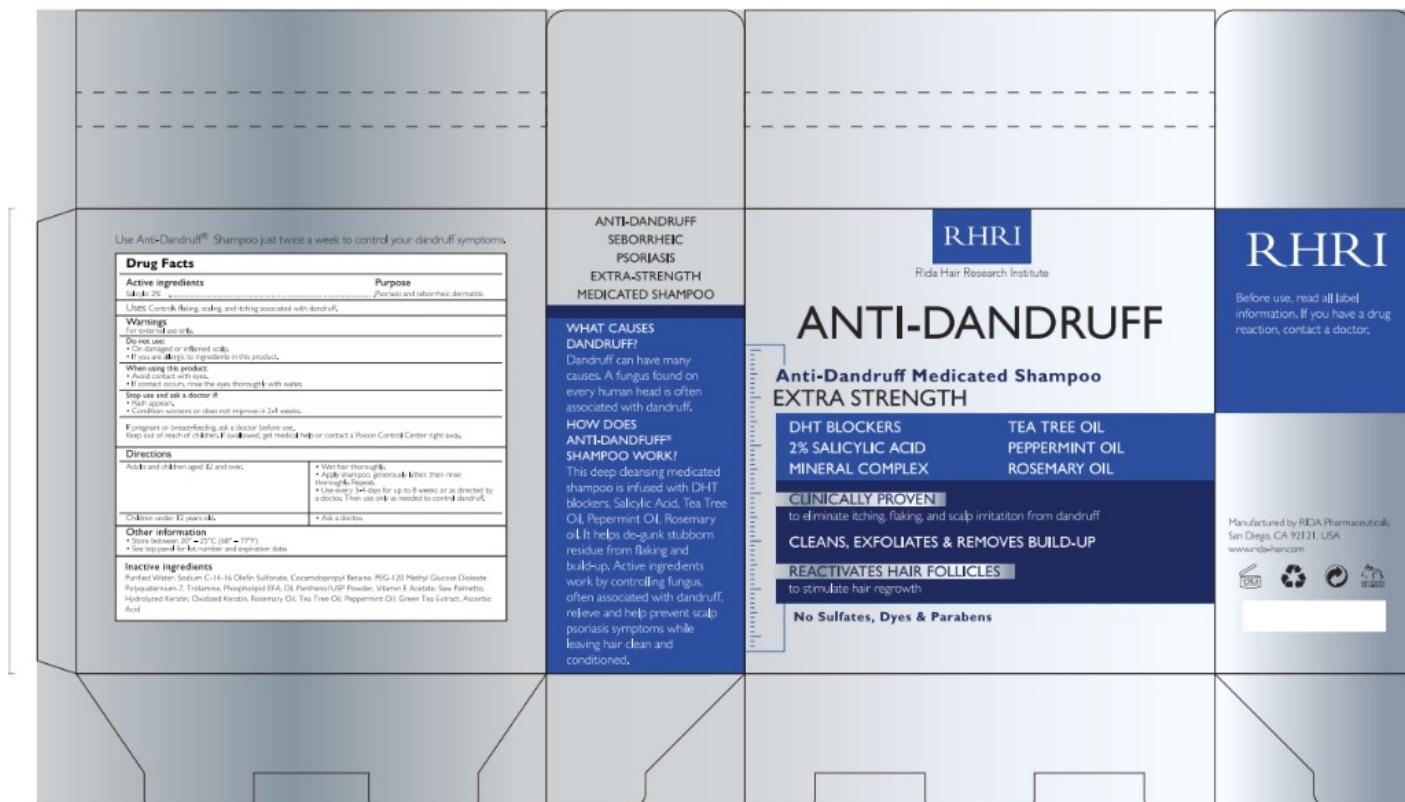 Use Anti-Dandruff® Shampoo just twice a week to control your dandruff symptoms.
Drug Facts
Active ingredients Purpose
Salicylic 2% Psoriasis and seborrheic dermatitis
Uses Controls flaking, scaling, and itching associated with dandruff.
Warnings
For external use only.
Do not use:
• On damaged or inflamed scalp.
• If you are allergic to ingredients in this product.
When using this product:
• Avoid contact with eyes.
• If contact occurs, rinse the eyes thoroughly with water.
Stop use and ask a doctor if:
• Rash appears.
• Condition worsens or does not improve in 2-4 weeks.
If pregnant or breast-feeding, ask a doctor before use.
Keep out of reach of children. If swallowed, get medical help or contact a Poison Control Center right away.
Directions
Adults and children aged 12 and over:
• Wet hair thoroughly.
• Apply shampoo, generously lather, then rinse
thoroughly. Repeat.
• Use every 3-4 days for up to 8 weeks or as directed by
a doctor. Then use only as needed to control dandruff.
Children under 12 years old:
• Ask a doctor.
Other information
• Store between 20° – 25°C (68° – 77°F)
• See top panel for lot number and expiration date.
Inactive ingredients
Purified Water, Sodium C-14-16 Olefin Sulfonate, Cocamidopropyl Betaine, PEG-120 Methyl Glucose Dioleate,
Polyquaternium-7, Trolamine, Phospholipid EFA, DL Panthenol USP Powder, Vitamin E Acetate, Saw Palmetto,
Hydrolyzed Keratin, Oxidized Keratin, Rosemary Oil, Tea Tree Oil, Peppermint Oil, Green Tea Extract, Ascorbic
Acid
ANTI-DANDRUFF
SEBORRHEIC
PSORIASIS
EXTRA-STRENGTH
MEDICATED SHAMPOO
WHAT CAUSES
DANDRUFF?
Dandruff can have many
causes. A fungus found on
every human head is often
associated with dandruff.
HOW DOES
ANTI-DANDFUFF®
SHAMPOO WORK?
This deep cleansing medicated
shampoo is infused with DHT
blockers, Salicylic Acid, Tea Tree
Oil, Pepermint Oil, Rosemary
oil. It helps de-gunk stubborn
residue from flaking and
build-up. Active ingredients
work by controlling fungus,
often associated with dandruff,
relieve and help prevent scalp
psoriasis symptoms while
leaving hair clean and
conditioned.
RHRI
Rida Hair Research Institute
ANTI-DANDRUFF
Anti-Dandruff Medicated Shampoo
EXTRA STRENGTH
DHT BLOCKERS TEA TREE OIL
2% SALICYLIC ACID PEPPERMINT OIL
MINERAL COMPLEX ROSEMARY OIL
CLINICALLY PROVEN
to eliminate itching, flaking, and scalp irritatiton from dandruff
CLEANS, EXFOLIATES & REMOVES BUILD-UP
REACTIVATES HAIR FOLLICLES
to stimulate hair regrowth
No Sulfates, Dyes & Parabens
RHRI
Before use, read all label
information. If you have a drug
reaction, contact a doctor.
Manufactured by RIDA Pharmaceuticals,
San Diego, CA 92121, USA
www.rida-hair.com
12M